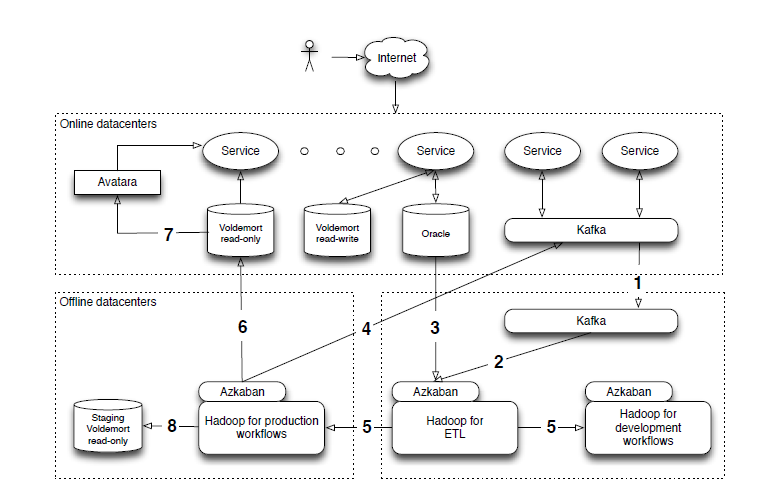 Internet
Online datacenters
Service
Service
Service
Service
Avatara
Voldemort
read-only
Voldemort
read-write
Oracle
Kafka
7
1
Offline datacenters
6
4
3
Kafka
2
Azkaban
Azkaban
Azkaban
Staging
Voldemort
read-only
8
Hadoop for production
workflows
5
Hadoop for
ETL
5
Hadoop for
development
workflows